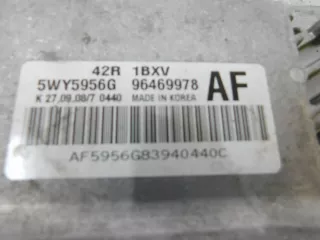 42R 1BXV
5WY5956G 96469978 AF
K 27.09.08/7 0440 MADE IN KOREA
AF5956G83940440C